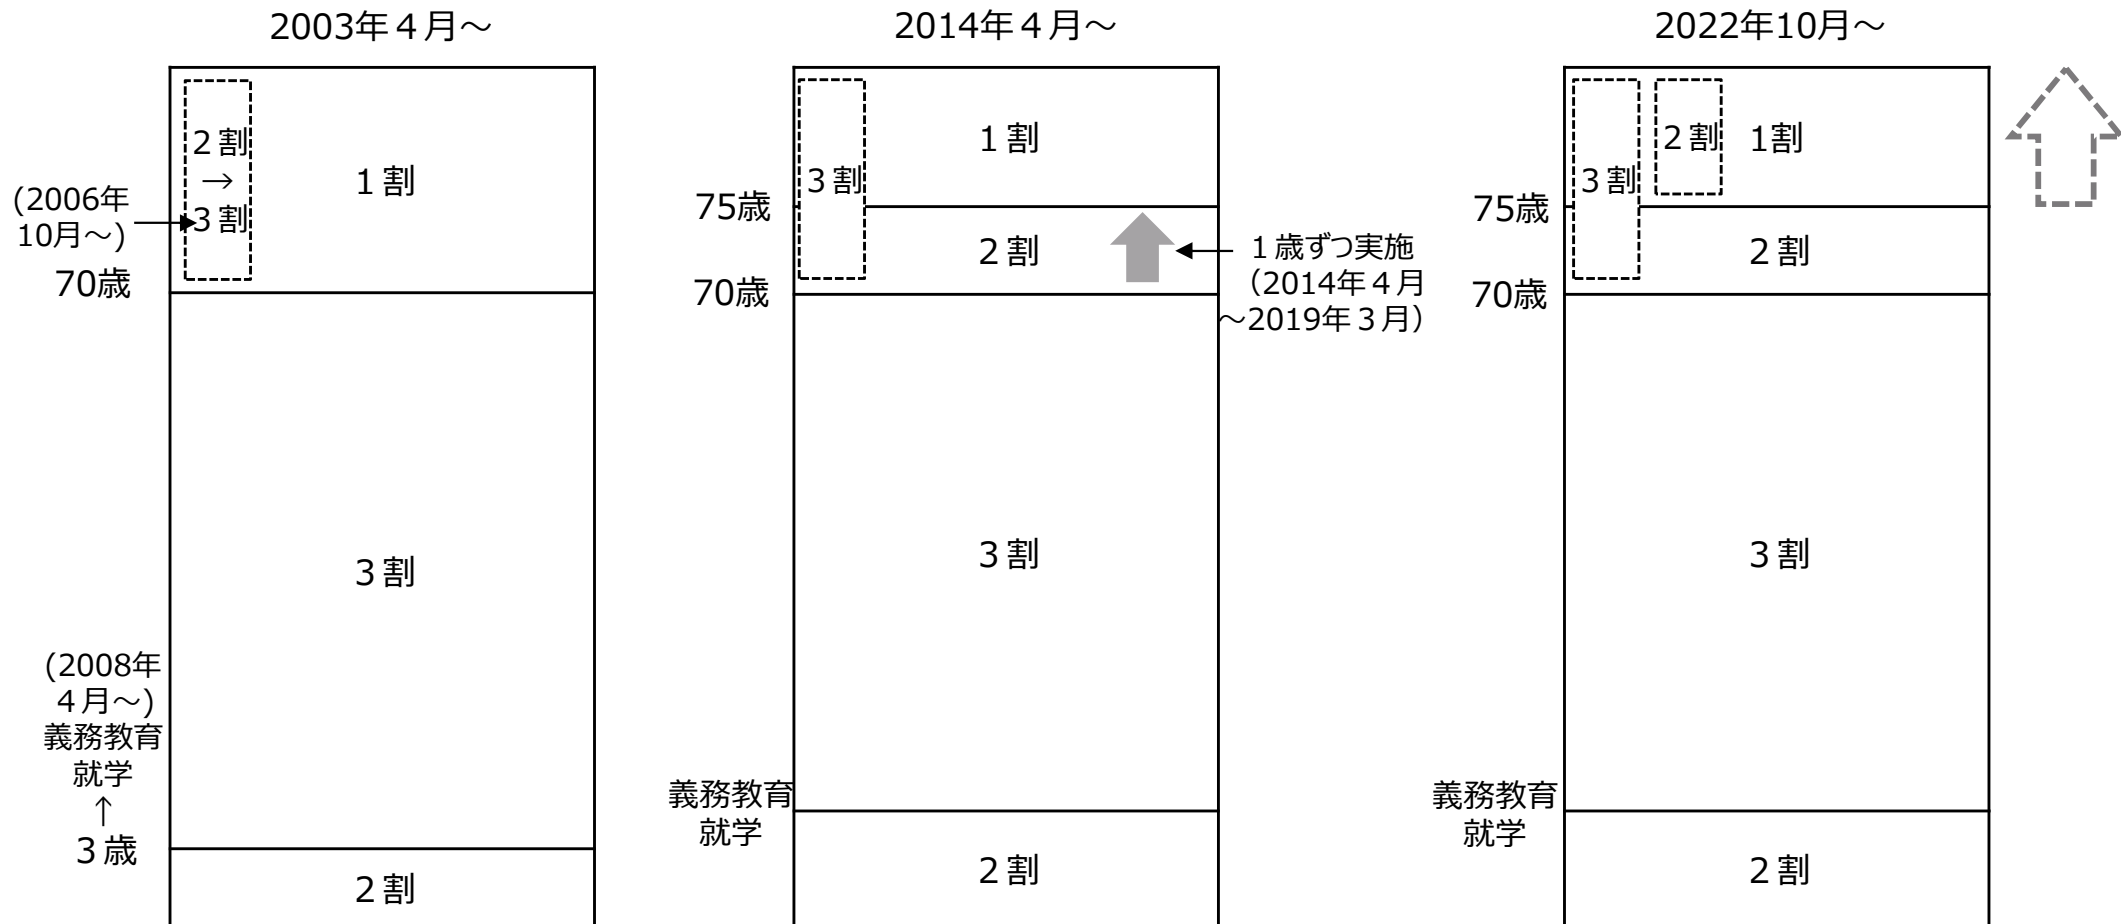 2003年４月～
２割
→
３割
１割
(2006年
10月～)
70歳
３割
(2008年
４月～)
義務教育
就学
↑
３歳
２割
2014年４月～
１割
３割
75歳
２割
１歳ずつ実施
（2014年４月
～2019年３月）
70歳
３割
義務教育
就学
２割
2022年10月～
２割
1割
３割
75歳
２割
70歳
３割
義務教育
就学
２割